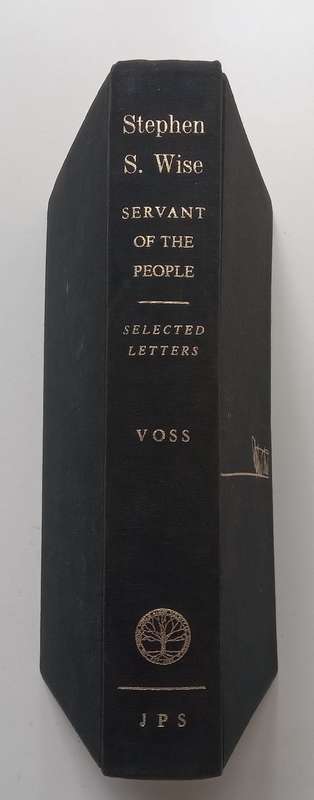 Stephen
S. Wise
SERVANT
OF THE
PEOPLE
SELECTED
LETTERS
VOSS
JPS